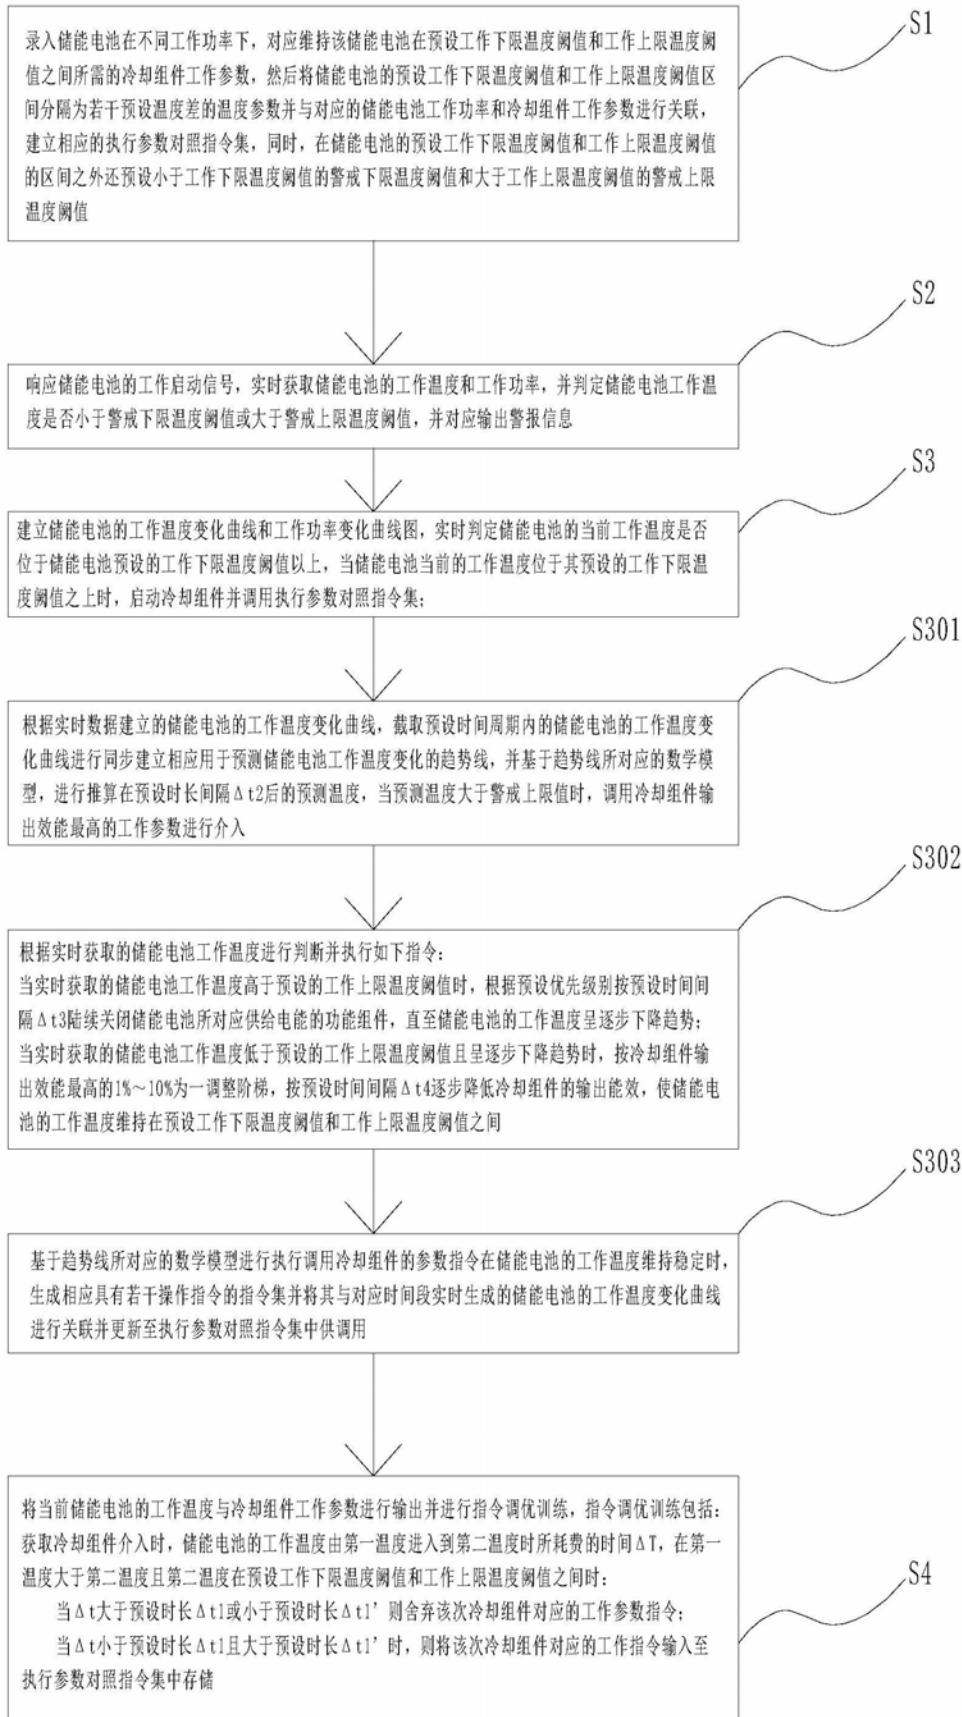 S1
录入储能电池在不同工作功率下，对应维持该储能电池在预设工作下限温度阈值和工作上限温度阈
值之间所需的冷却组件工作参数，然后将储能电池的预设工作下限温度阈值和工作上限温度阈值区
间分隔为若干预设温度差的温度参数并与对应的储能电池工作功率和冷却组件工作参数进行关联，
建立相应的执行参数对照指令集，同时，在储能电池的预设工作下限温度阈值和工作上限温度阈值
的区间之外还预设小于工作下限温度阈值的警戒下限温度阈值和大于工作上限温度阈值的警戒上限
温度阈值
S2
响应储能电池的工作启动信号，实时获取储能电池的工作温度和工作功率，并判定储能电池工作温
度是否小于警戒下限温度阈值或大于警戒上限温度阈值，并对应输出警报信息
S3
建立储能电池的工作温度变化曲线和工作功率变化曲线图，实时判定储能电池的当前工作温度是否
位于储能电池预设的工作下限温度阈值以上，当储能电池当前的工作温度位于其预设的工作下限温
度阈值之上时，启动冷却组件并调用执行参数对照指令集；
S301
根据实时数据建立的储能电池的工作温度变化曲线，截取预设时间周期内的储能电池的工作温度变
化曲线进行同步建立相应用于预测储能电池工作温度变化的趋势线，并基于趋势线所对应的数学模
型，进行推算在预设时长间隔Δt2后的预测温度，当预测温度大于警戒上限值时，调用冷却组件输
出效能最高的工作参数进行介入
S302
根据实时获取的储能电池工作温度进行判断并执行如下指令：
当实时获取的储能电池工作温度高于预设的工作上限温度阈值时，根据预设优先级别按预设时间间
隔Δt3陆续关闭储能电池所对应供给电能的功能组件，直至储能电池的工作温度呈逐步下降趋势；
当实时获取的储能电池工作温度低于预设的工作上限温度阈值且呈逐步下降趋势时，按冷却组件输
出效能最高的1%～10%为一调整阶梯，按预设时间间隔Δt4逐步降低冷却组件的输出能效，使储能电
池的工作温度维持在预设工作下限温度阈值和工作上限温度阈值之间
S303
基于趋势线所对应的数学模型进行执行调用冷却组件的参数指令在储能电池的工作温度维持稳定时，
生成相应具有若干操作指令的指令集并将其与对应时间段实时生成的储能电池的工作温度变化曲线
进行关联并更新至执行参数对照指令集中供调用
S4
将当前储能电池的工作温度与冷却组件工作参数进行输出并进行指令调优训练，指令调优训练包括：
获取冷却组件介入时，储能电池的工作温度由第一温度进入到第二温度时所耗费的时间ΔT，在第一
温度大于第二温度且第二温度在预设工作下限温度阈值和工作上限温度阈值之间时：
当Δt大于预设时长Δt1或小于预设时长Δt1’则舍弃该次冷却组件对应的工作参数指令；
当Δt小于预设时长Δt1且大于预设时长Δt1’时，则将该次冷却组件对应的工作指令输入至
执行参数对照指令集中存储